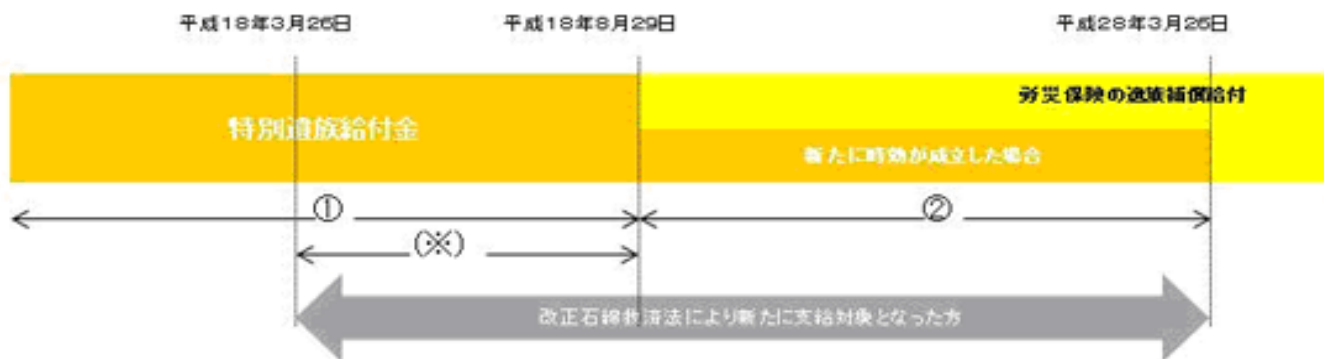 平成18年3月26日
平成18年8月29日
平成28年3月26日
労災保険の遺族補償給付
特別遺族給付金
新たに時効が成立した場合
①
②
(※)
改正石綿救済法により新たに支給対象となった方